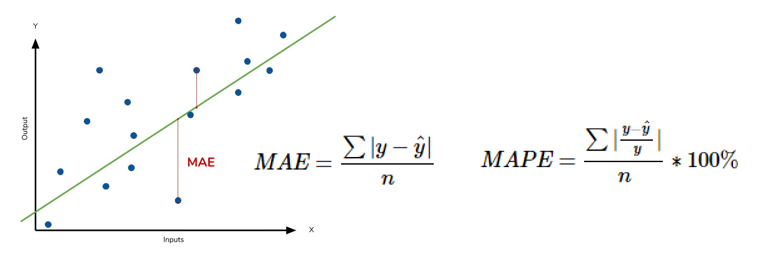 Y
Output
MAE
Inputs
X
MAE = ∑|y − ŷ| / n
MAPE = ∑|(y − ŷ) / y| / n * 100%